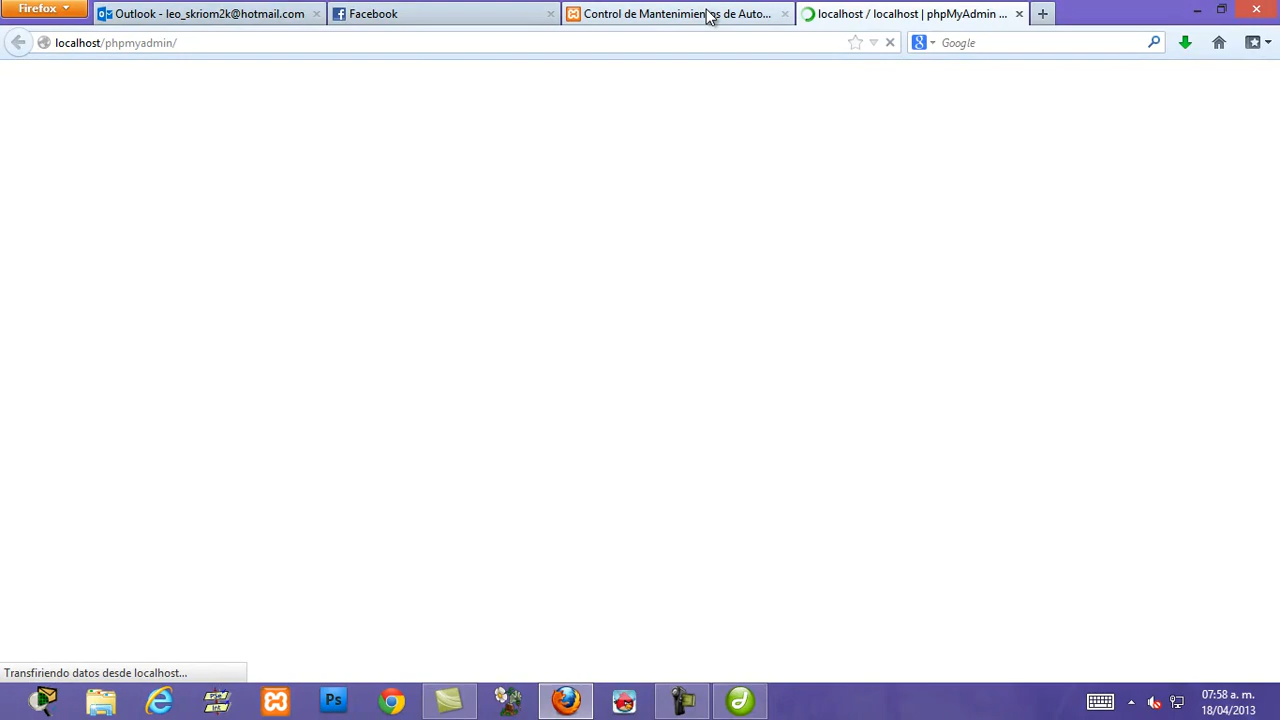 Firefox
Outlook - leo_skriom2k@hotmail.com
Facebook
Control de Mantenimientos de Auto...
localhost / localhost | phpMyAdmin ...
localhost/phpmyadmin/
Google
Transfiriendo datos desde localhost...
Ps
07:58 a. m.
18/04/2013